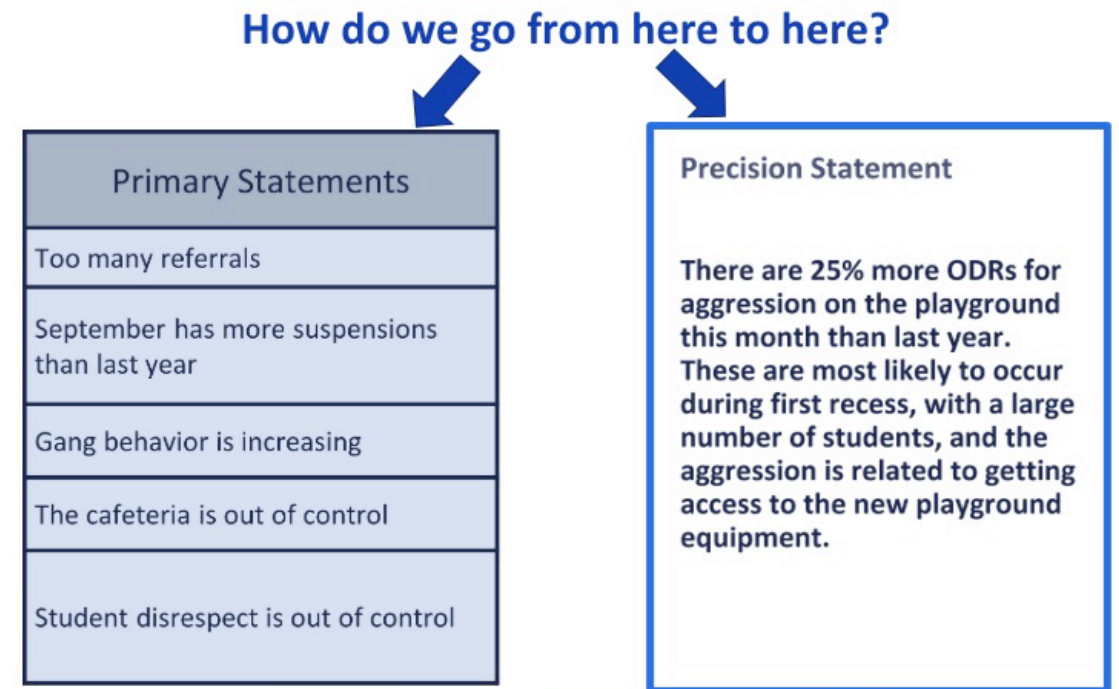 How do we go from here to here?
Primary Statements
Too many referrals
September has more suspensions
than last year
Gang behavior is increasing
The cafeteria is out of control
Student disrespect is out of control
Precision Statement
There are 25% more ODRs for
aggression on the playground
this month than last year.
These are most likely to occur
during first recess, with a large
number of students, and the
aggression is related to getting
access to the new playground
equipment.